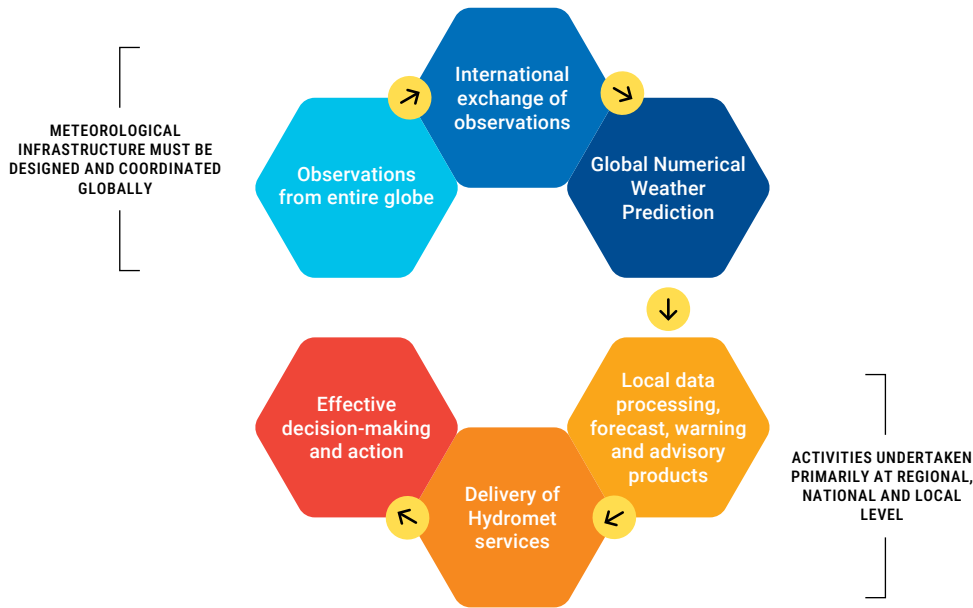 METEOROLOGICAL
INFRASTRUCTURE MUST BE
DESIGNED AND COORDINATED
GLOBALLY
Observations
from entire globe
International
exchange of
observations
Global Numerical
Weather
Prediction
Local data
processing,
forecast, warning
and advisory
products
Delivery of
Hydromet
services
Effective
decision-making
and action
ACTIVITIES UNDERTAKEN
PRIMARILY AT REGIONAL,
NATIONAL AND LOCAL
LEVEL